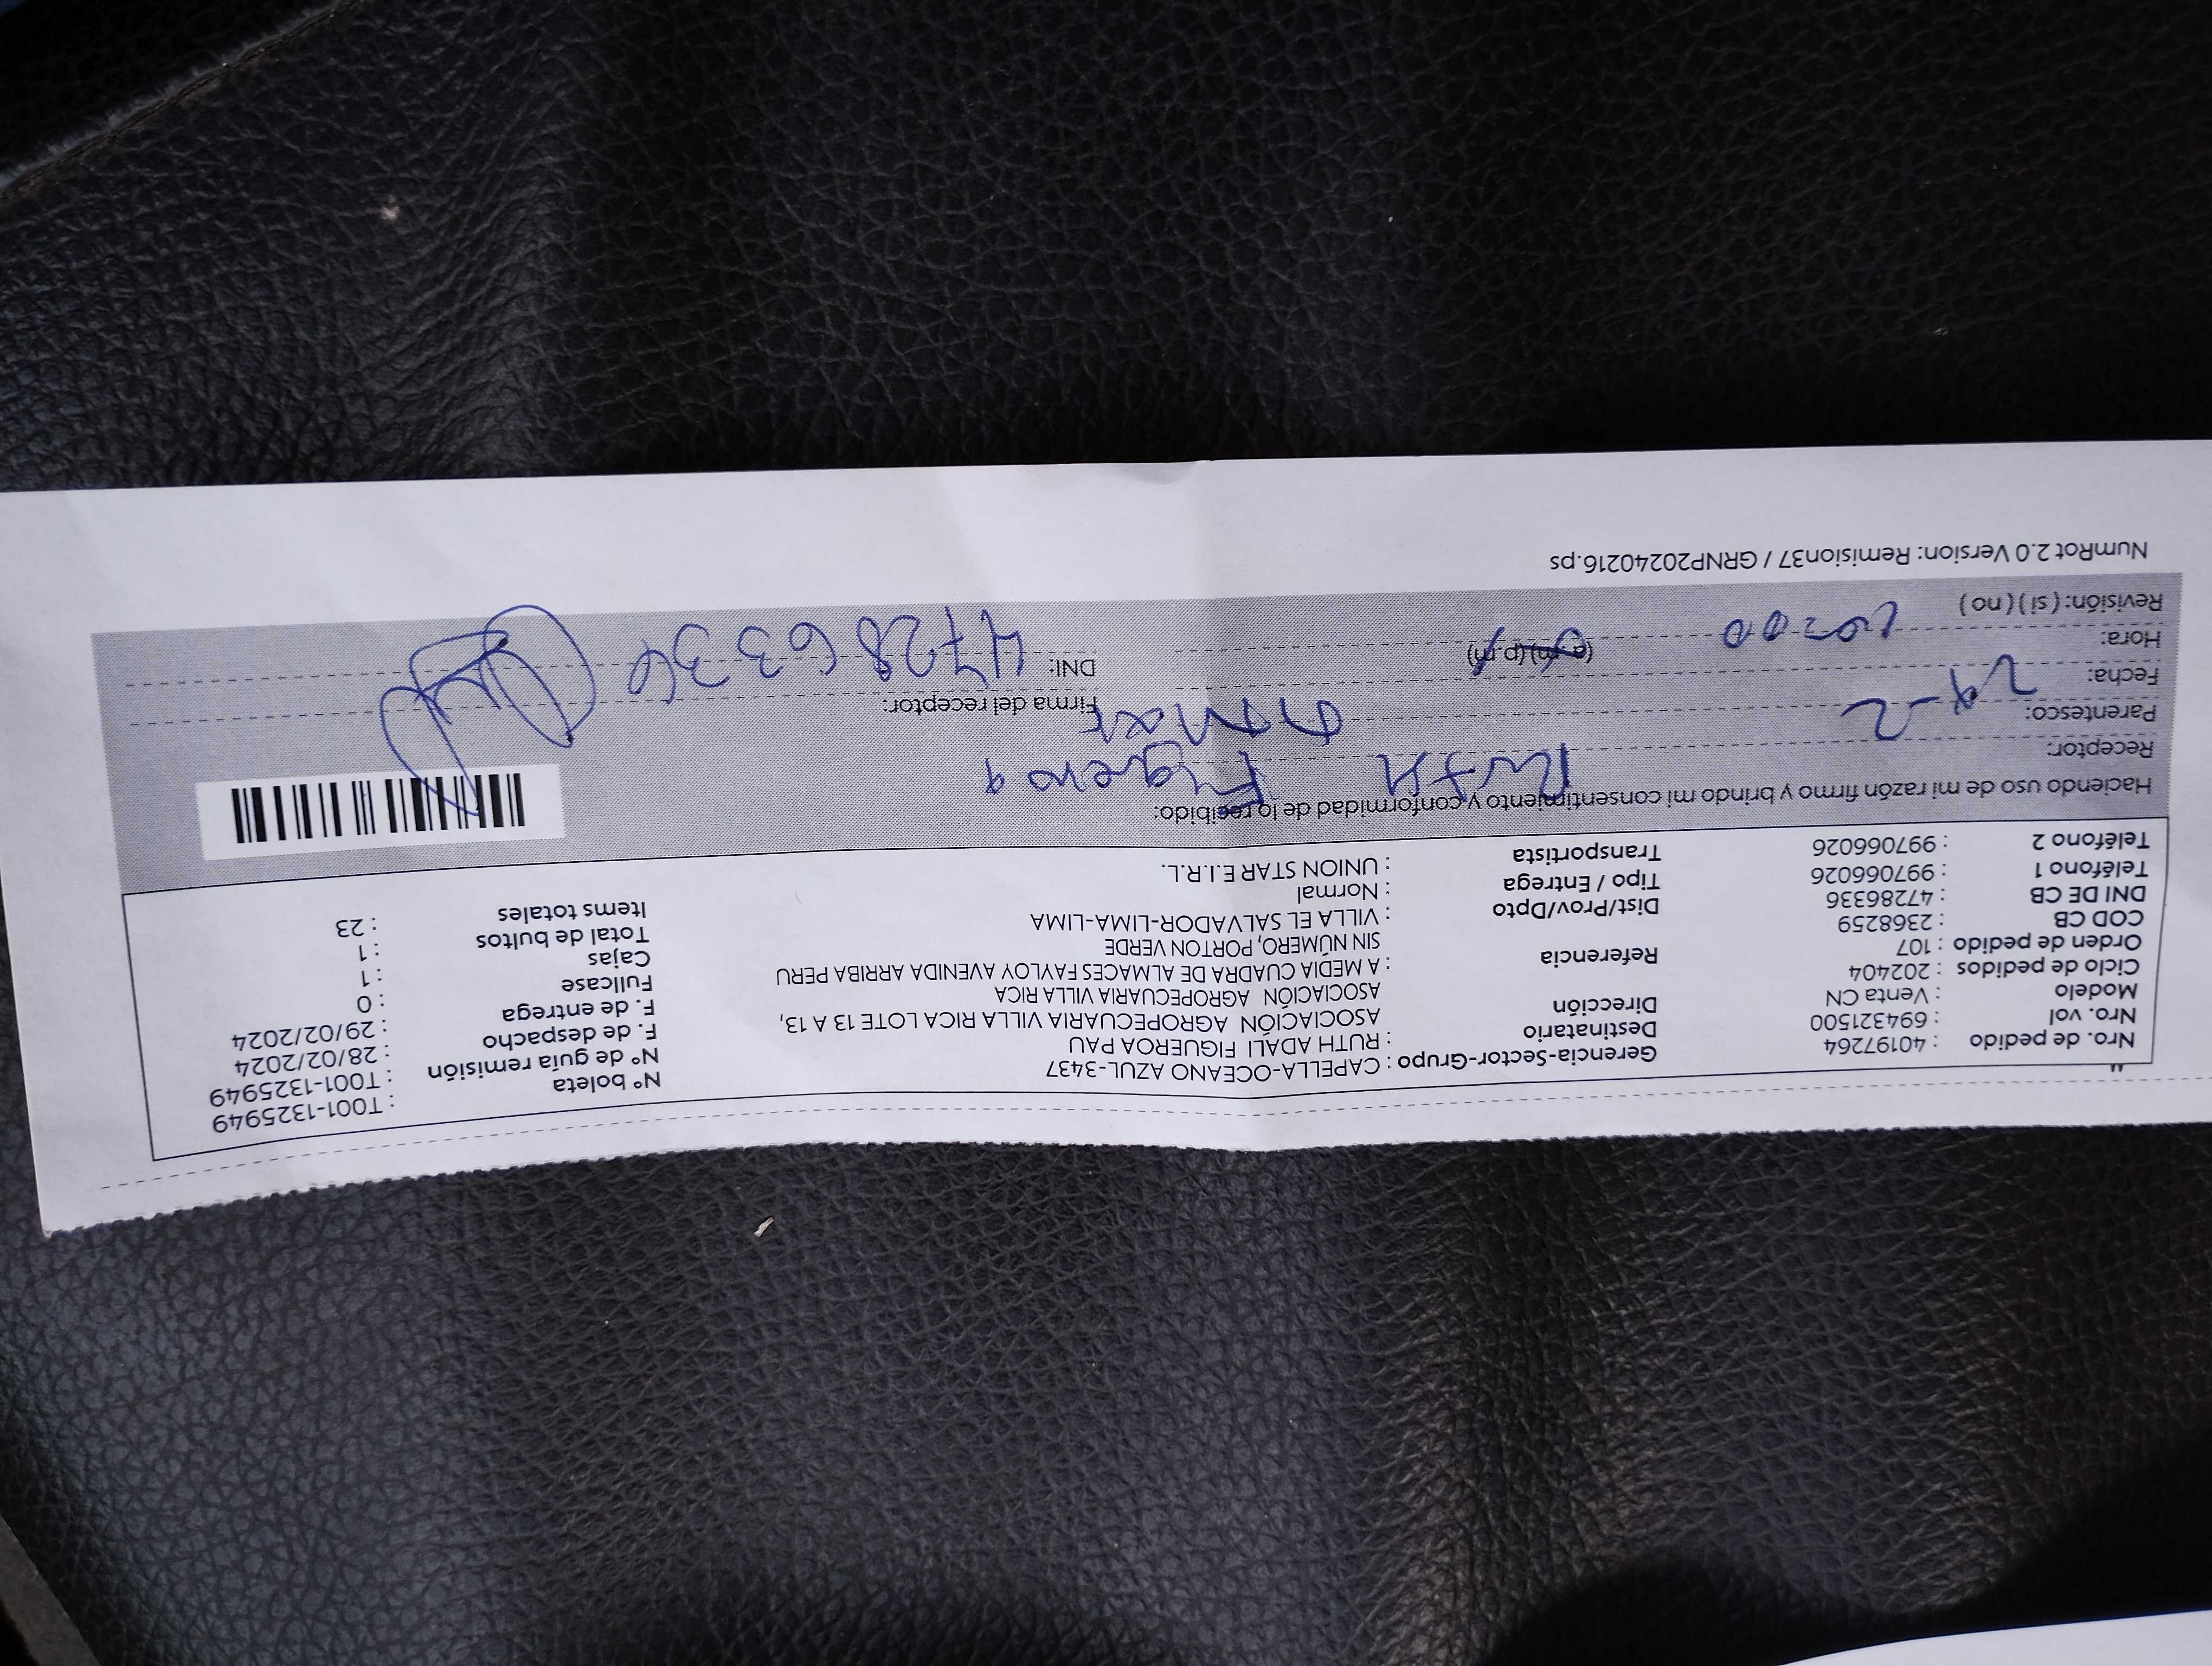 Nro. de pedido : 40197264
Nro. vol : 694321500
Modelo : Venta CN
Ciclo de pedidos : 202404
Orden de pedido : 107
COD CB : 2368259
DNI DE CB : 47286336
Teléfono 1 : 997066026
Teléfono 2 : 997066026
Gerencia-Sector-Grupo : CAPELLA-OCEANO AZUL-3437
Destinatario : RUTH ADALI FIGUEROA PAU
Dirección ASOCIACIÓN AGROPECUARIA VILLA RICA LOTE 13 A 13,
ASOCIACIÓN AGROPECUARIA VILLA RICA
Referencia : A MEDIA CUADRA DE ALMACES FAYLOY AVENIDA ARRIBA PERU
SIN NÚMERO, PORTON VERDE
Dist/Prov/Dpto : VILLA EL SALVADOR-LIMA-LIMA
Tipo / Entrega : Normal
Transportista : UNION STAR E.I.R.L.
N° boleta : T001-1325949
N° de guía remisión : T001-1325949
F. de despacho : 28/02/2024
F. de entrega : 29/02/2024
Fullcase : 0
Cajas : 1
Total de bultos : 1
Items totales : 23
Haciendo uso de mi razón firmo y brindo mi consentimiento y conformidad de lo recibido:
Receptor: Ruth Figueroa
Parentesco: titular
Fecha: 29-2
Hora: 10:00 (a.m)(p.m)
Revisión: ( si ) ( no )
Firma del receptor:
DNI: 47286336
NumRot 2.0 Version: Remision37 / GRNP20240216.ps